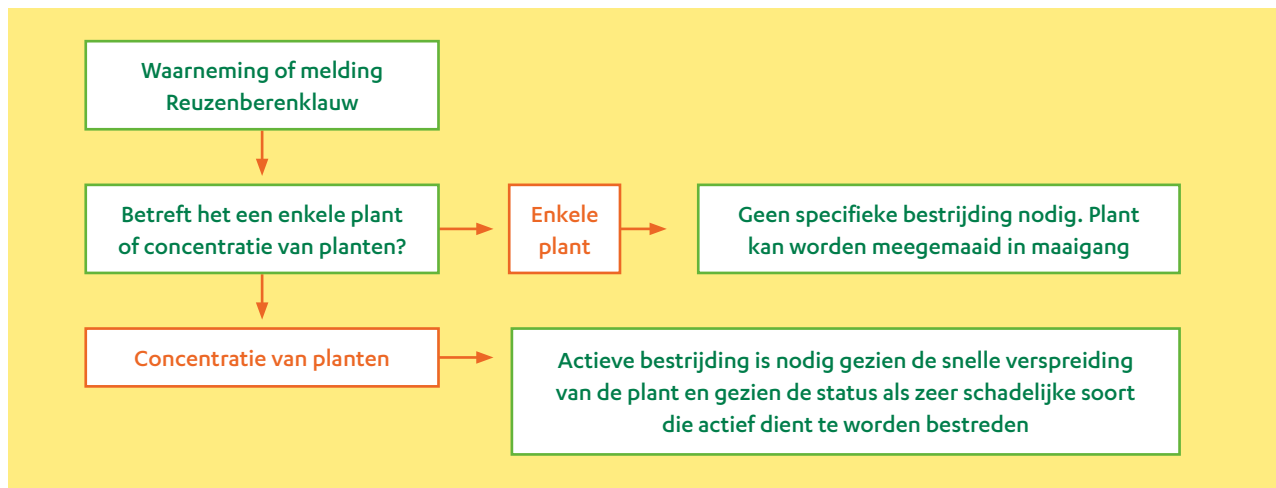 Waarneming of melding
Reuzenberenklauw
Betreft het een enkele plant
of concentratie van planten?
Enkele
plant
Geen specifieke bestrijding nodig. Plant
kan worden meegemaaid in maaigang
Concentratie van planten
Actieve bestrijding is nodig gezien de snelle verspreiding
van de plant en gezien de status als zeer schadelijke soort
die actief dient te worden bestreden